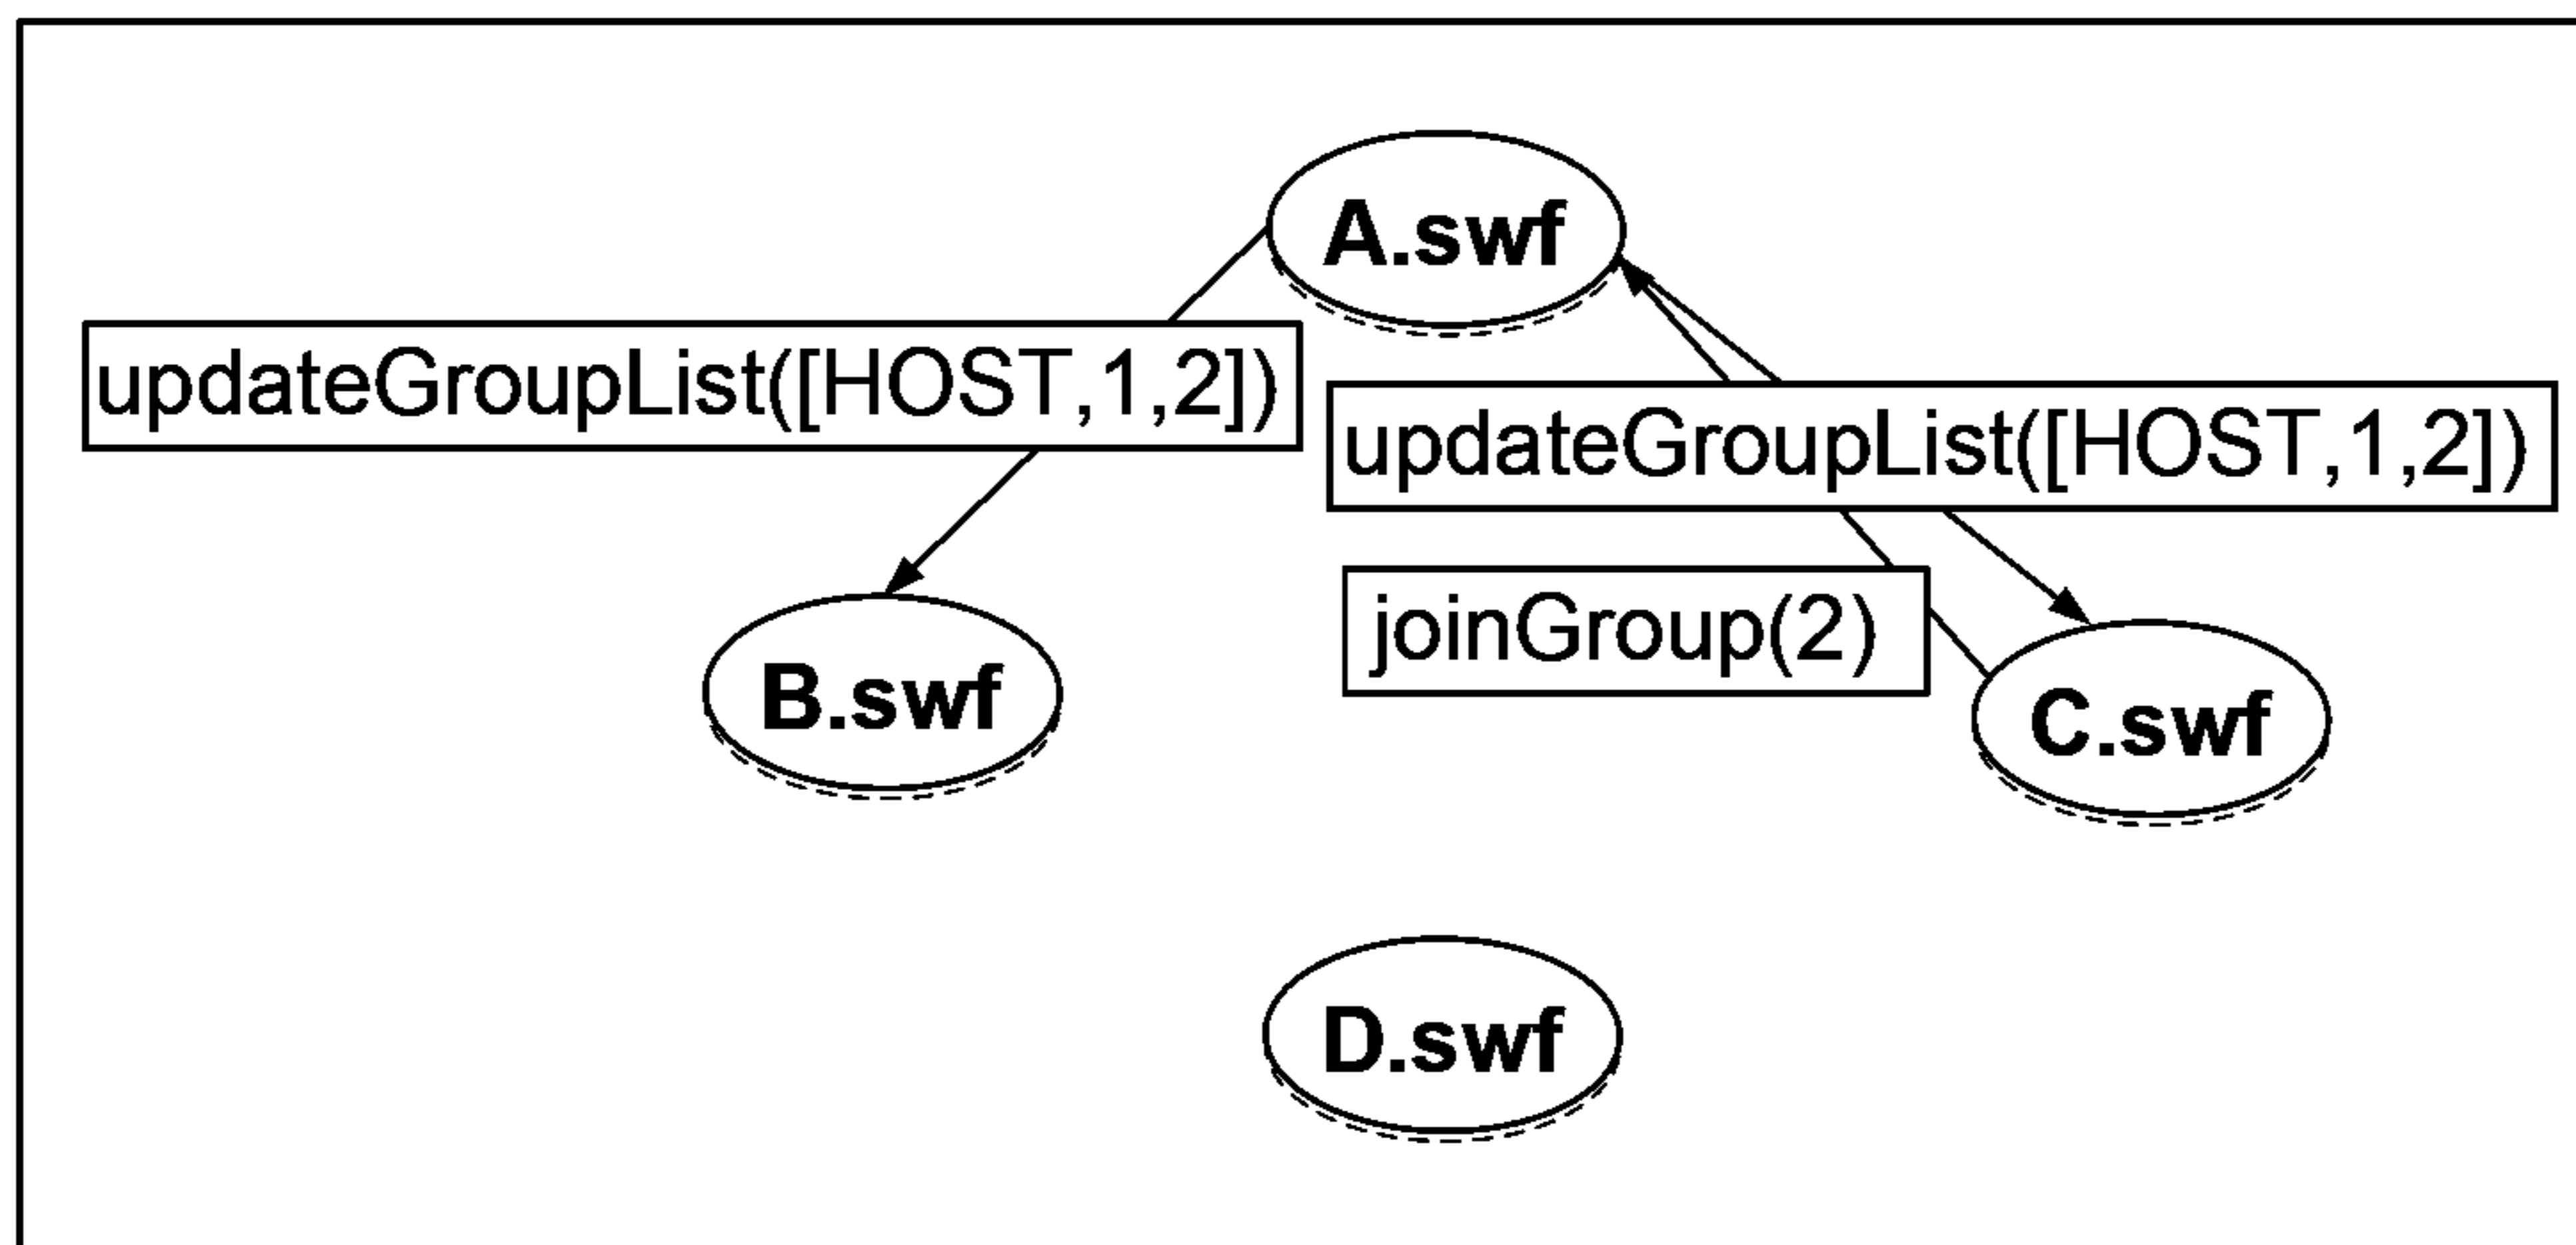 A.swf
updateGroupList([HOST,1,2])
updateGroupList([HOST,1,2])
joinGroup(2)
B.swf
C.swf
D.swf